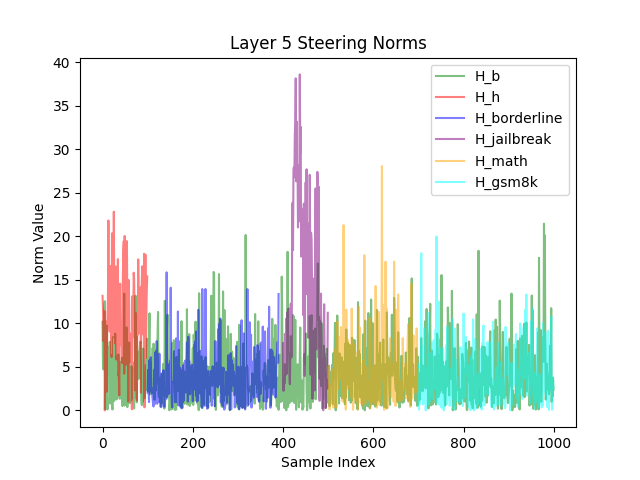 Layer 5 Steering Norms
40
35
30
25
20
15
10
5
0
Norm Value
H_b
H_h
H_borderline
H_jailbreak
H_math
H_gsm8k
0 200 400 600 800 1000
Sample Index